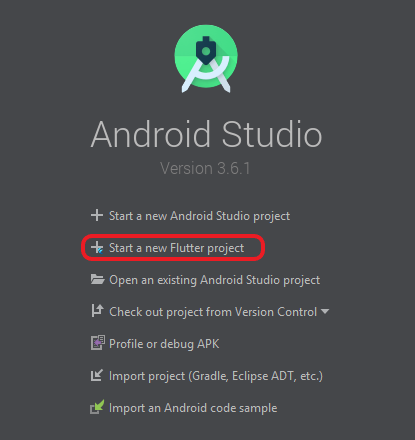 Android Studio
Version 3.6.1
Start a new Android Studio project
Start a new Flutter project
Open an existing Android Studio project
Check out project from Version Control
Profile or debug APK
Import project (Gradle, Eclipse ADT, etc.)
Import an Android code sample